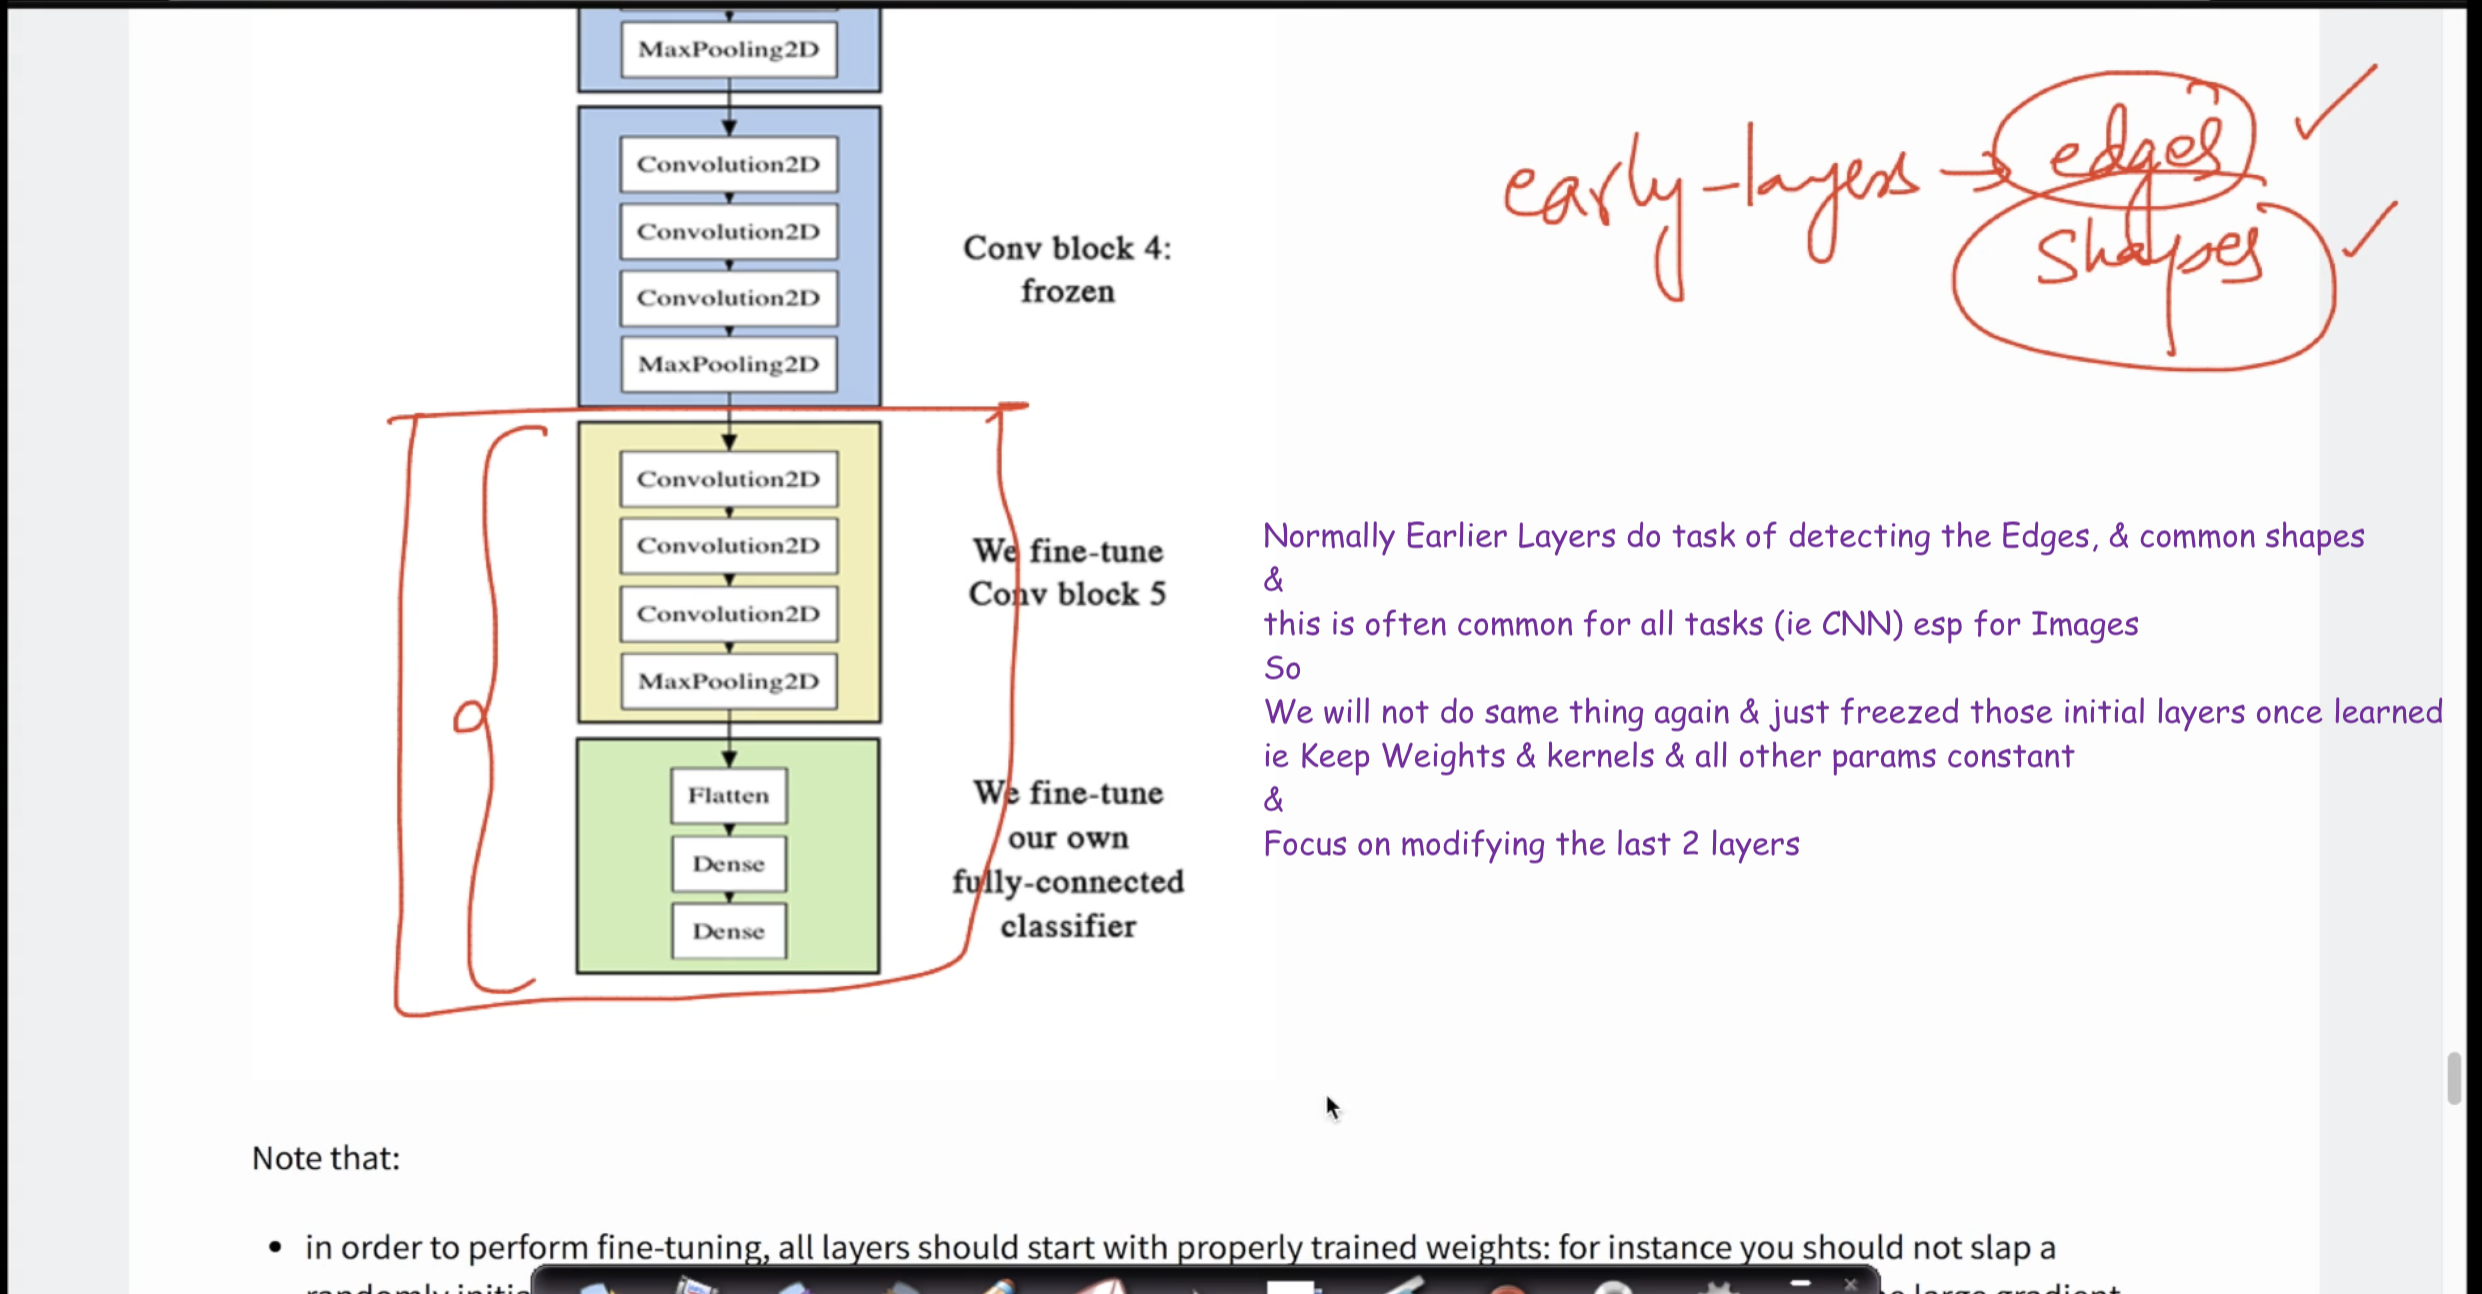 MaxPooling2D
Convolution2D
Convolution2D
Convolution2D
MaxPooling2D
Conv block 4:
frozen
early-layers → edges
shapes
Convolution2D
Convolution2D
Convolution2D
MaxPooling2D
We fine-tune
Conv block 5
Flatten
Dense
Dense
We fine-tune
our own
fully-connected
classifier
Normally Earlier Layers do task of detecting the Edges, & common shapes
&
this is often common for all tasks (ie CNN) esp for Images
So
We will not do same thing again & just freezed those initial layers once learned
ie Keep Weights & kernels & all other params constant
&
Focus on modifying the last 2 layers
Note that:
• in order to perform fine-tuning, all layers should start with properly trained weights: for instance you should not slap a
large gradient